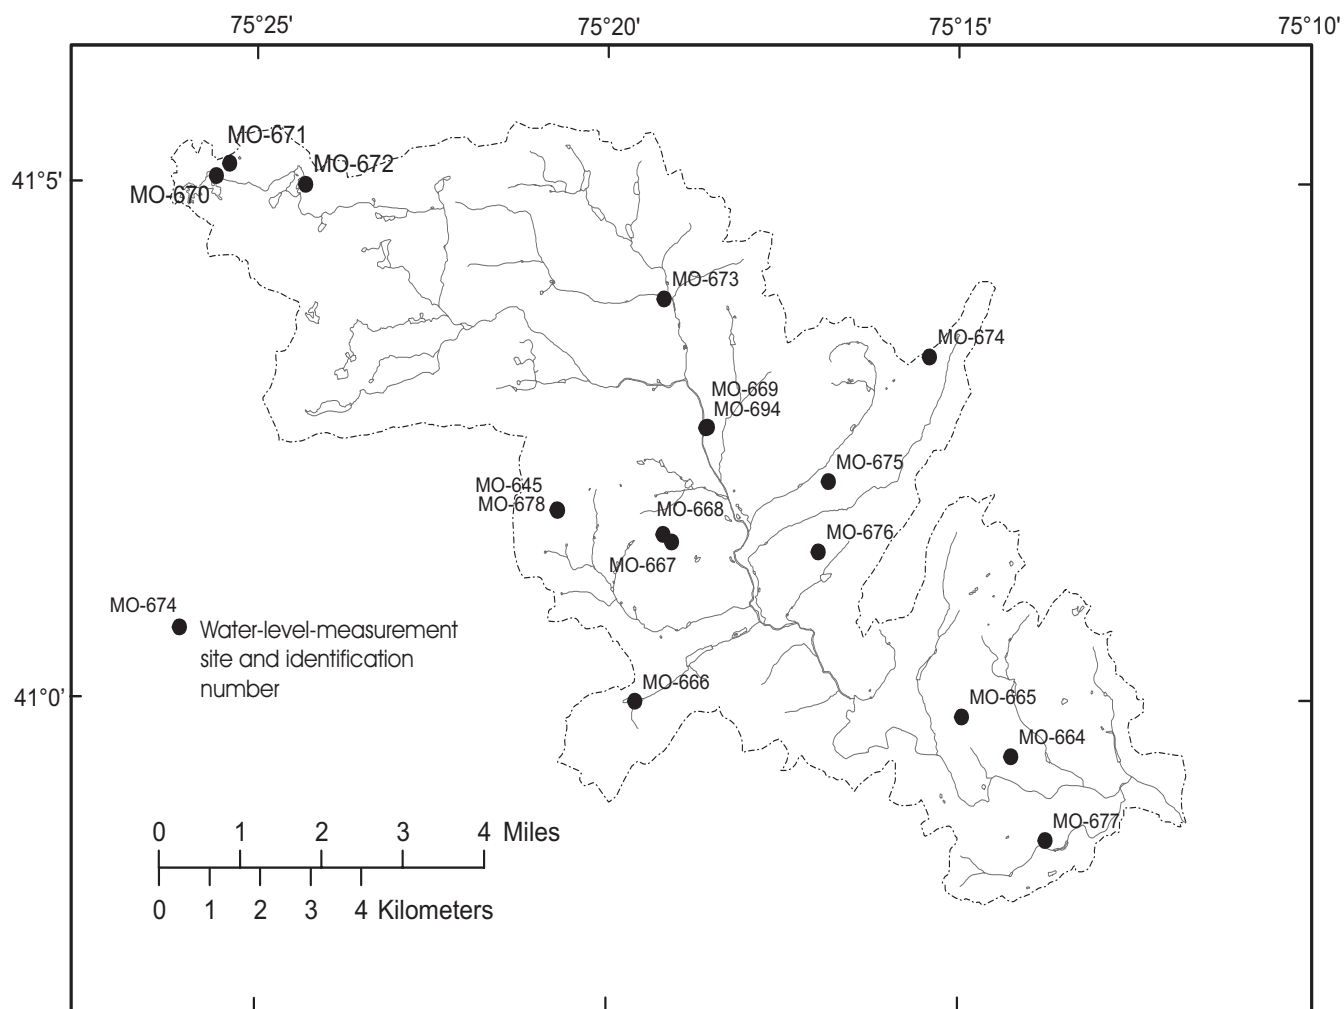 75°25'
75°20'
75°15'
75°10'
MO-671
MO-672
41°5'
MO-670
MO-673
MO-674
MO-669
MO-694
MO-675
MO-645
MO-678
MO-668
MO-676
MO-667
MO-674
Water-level-measurement
site and identification
number
41°0'
MO-666
MO-665
MO-664
MO-677
0 1 2 3 4 Miles
0 1 2 3 4 Kilometers